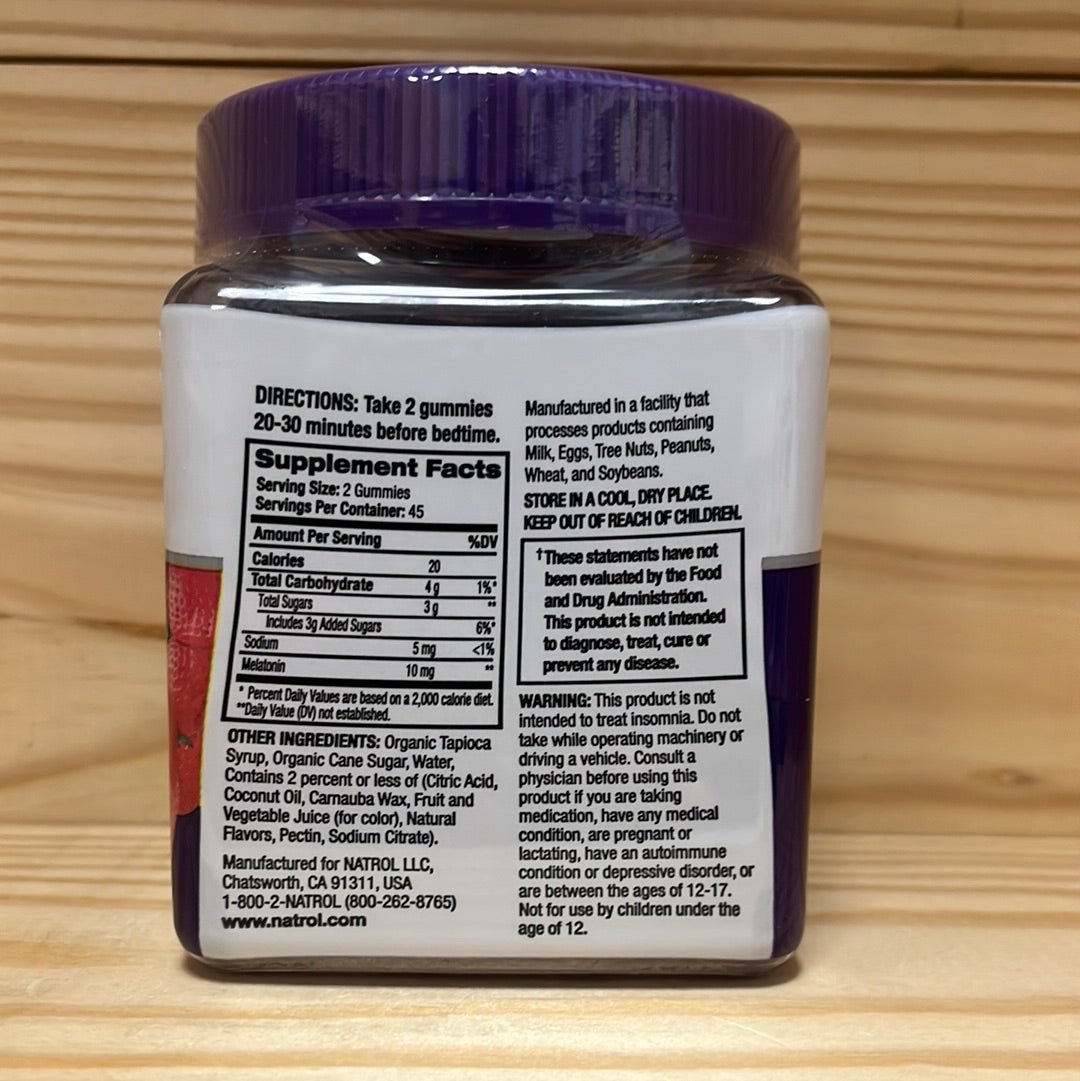 DIRECTIONS: Take 2 gummies
20-30 minutes before bedtime.
Supplement Facts
Serving Size: 2 Gummies
Servings Per Container: 45
Amount Per Serving %DV
Calories 20
Total Carbohydrate 4 g 1%*
Total Sugars 3 g **
Includes 3g Added Sugars 6%*
Sodium 5 mg <1%
Melatonin 10 mg **
* Percent Daily Values are based on a 2,000 calorie diet.
**Daily Value (DV) not established.
OTHER INGREDIENTS: Organic Tapioca
Syrup, Organic Cane Sugar, Water,
Contains 2 percent or less of (Citric Acid,
Coconut Oil, Carnauba Wax, Fruit and
Vegetable Juice (for color), Natural
Flavors, Pectin, Sodium Citrate).
Manufactured for NATROL LLC,
Chatsworth, CA 91311, USA
1-800-2-NATROL (800-262-8765)
www.natrol.com
Manufactured in a facility that
processes products containing
Milk, Eggs, Tree Nuts, Peanuts,
Wheat, and Soybeans.
STORE IN A COOL, DRY PLACE.
KEEP OUT OF REACH OF CHILDREN.
†These statements have not
been evaluated by the Food
and Drug Administration.
This product is not intended
to diagnose, treat, cure or
prevent any disease.
WARNING: This product is not
intended to treat insomnia. Do not
take while operating machinery or
driving a vehicle. Consult a
physician before using this
product if you are taking
medication, have any medical
condition, are pregnant or
lactating, have an autoimmune
condition or depressive disorder, or
are between the ages of 12-17.
Not for use by children under the
age of 12.